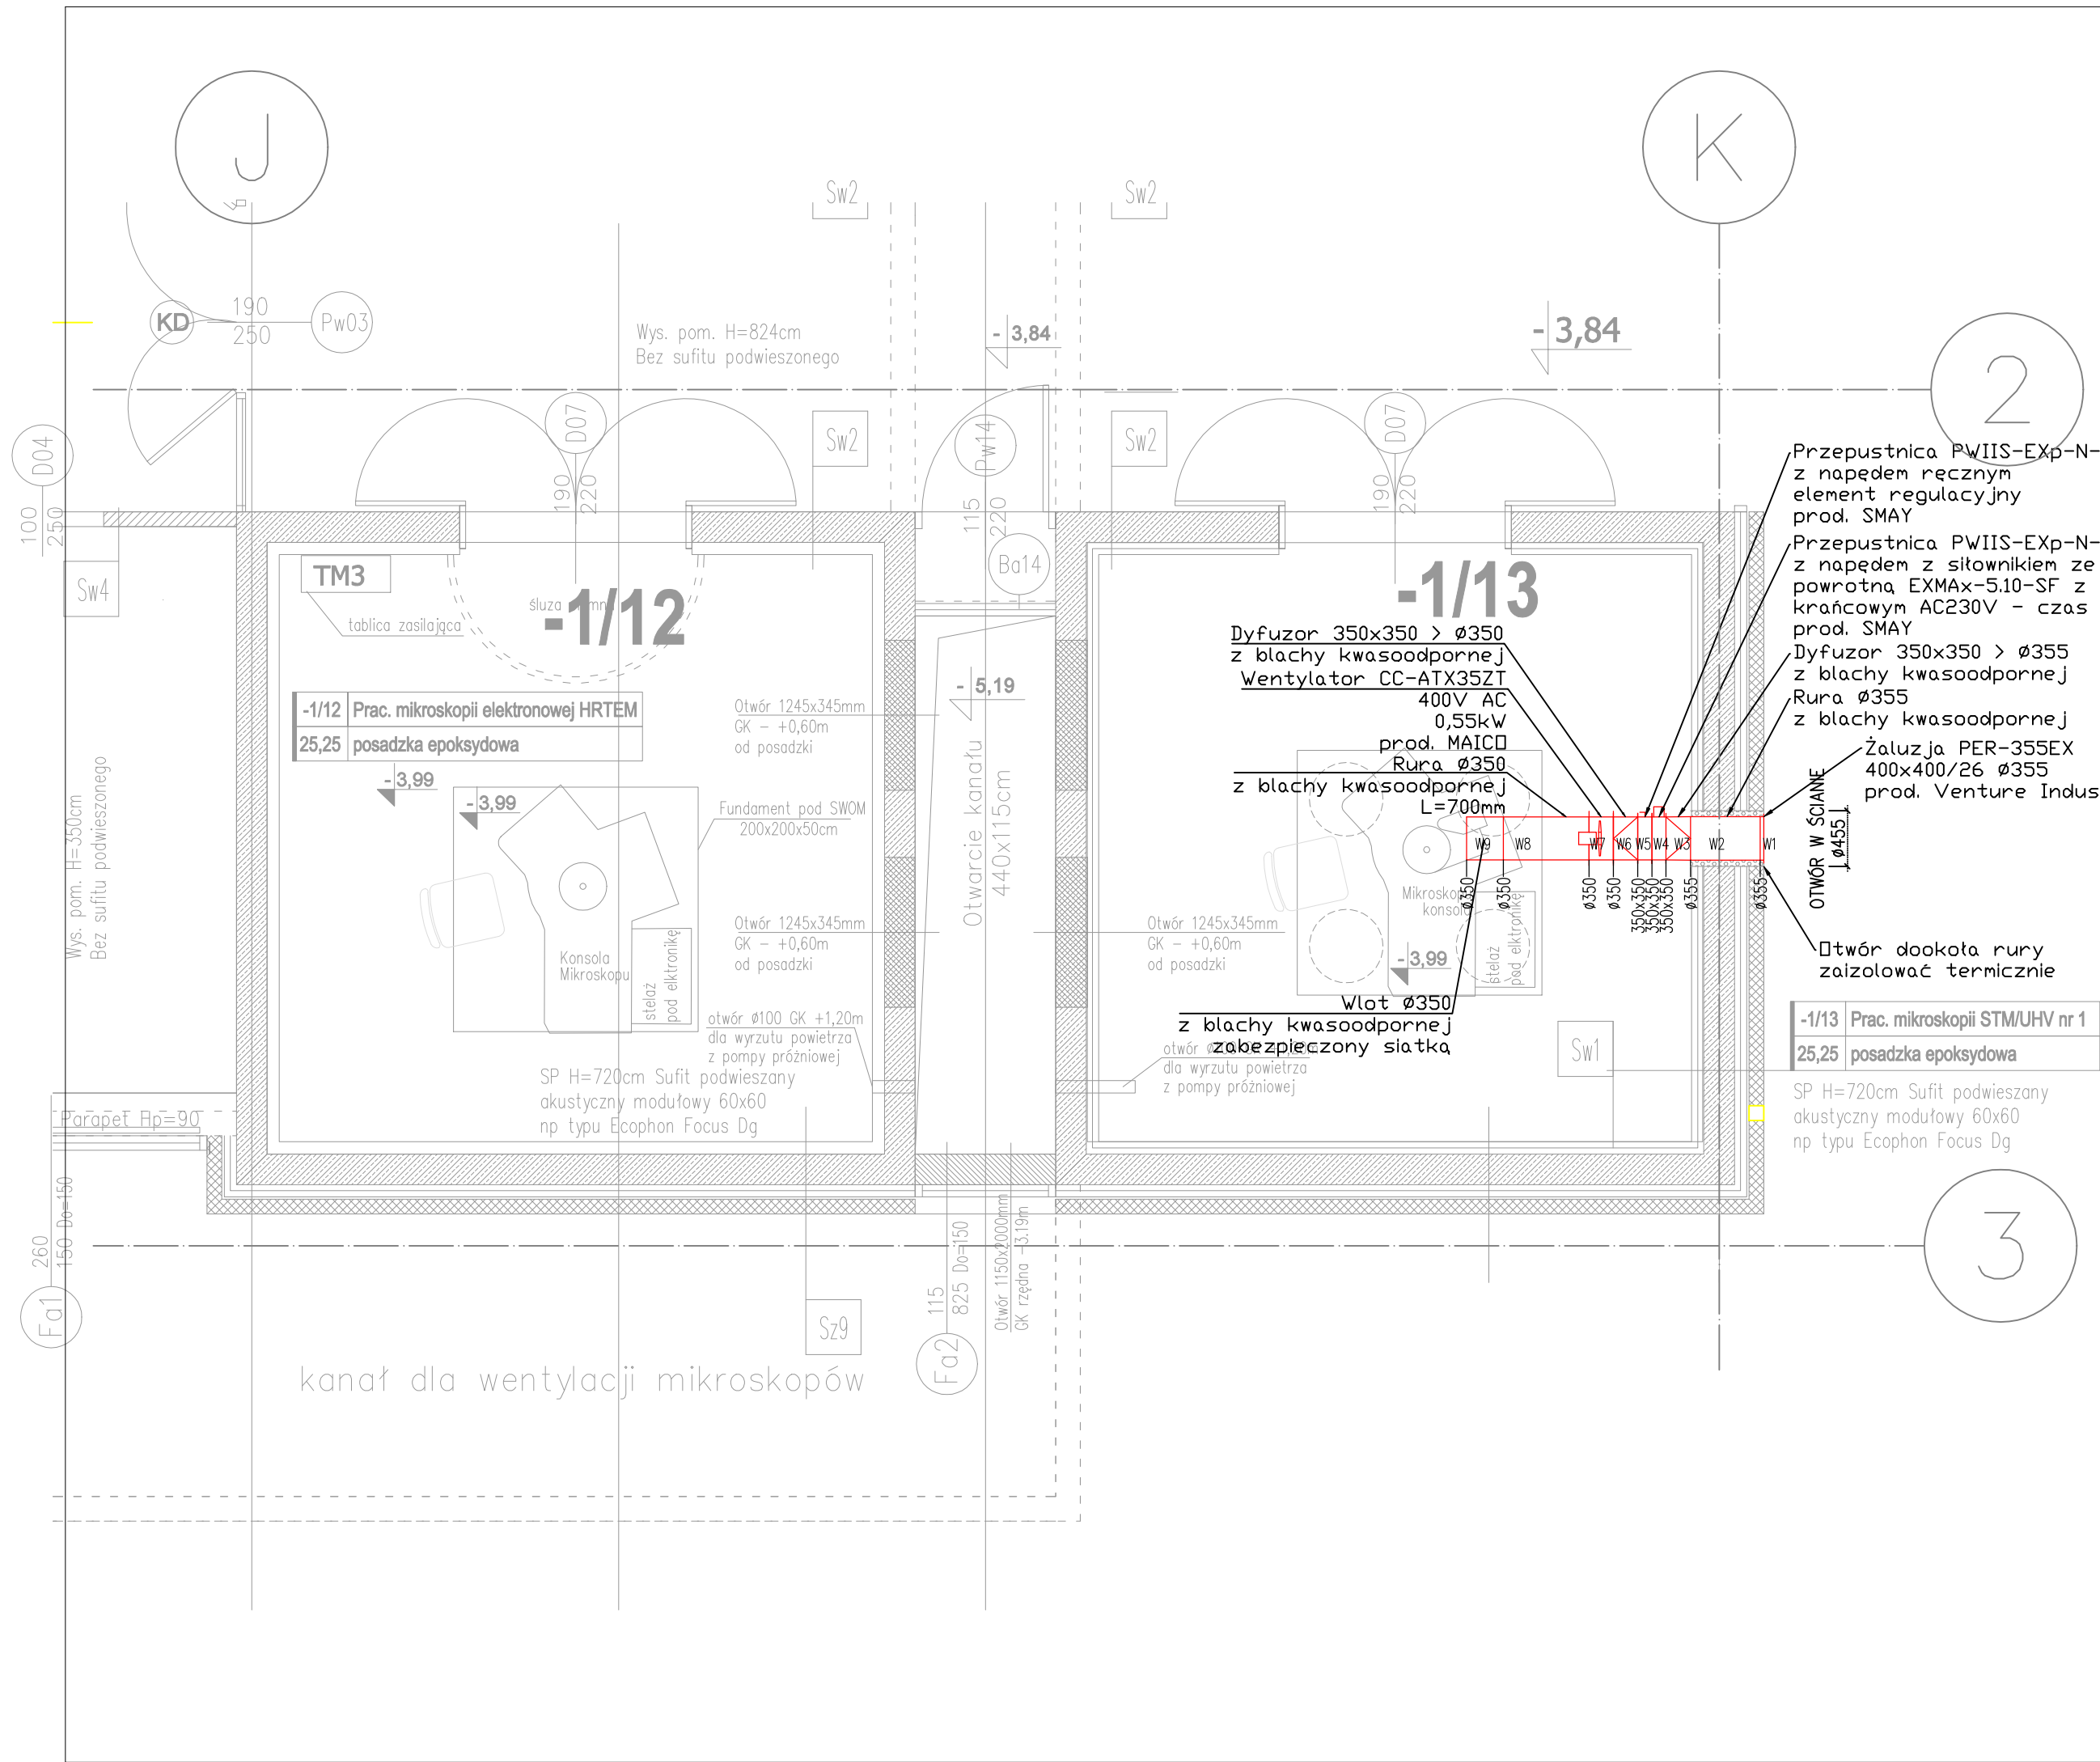 J
K
Sw2
Sw2
KD
190
250
Pw03
Wys. pom. H=824cm
Bez sufitu podwieszonego
- 3,84
- 3,84
2
D04
100
250
D07
190
220
Sw2
Pw14
115
220
Sw2
D07
190
220
Przepustnica PWIIS-EXp-N-
z napędem ręcznym
element regulacyjny
prod. SMAY
Przepustnica PWIIS-EXp-N-
z napędem z siłownikiem ze
powrotną EXMAx-5.10-SF z
krańcowym AC230V - czas
prod. SMAY
Dyfuzor 350x350 > Ø355
z blachy kwasoodpornej
Rura Ø355
z blachy kwasoodpornej
Żaluzja PER-355EX
400x400/26 Ø355
prod. Venture Indus
Sw4
TM3
tablica zasilająca
śluza
-1/12
Ba14
-1/13
Dyfuzor 350x350 > Ø350
z blachy kwasoodpornej
Wentylator CC-ATX35ZT
400V AC
0,55kW
prod. MAICO
Rura Ø350
z blachy kwasoodpornej
L=700mm
-1/12 Prac. mikroskopii elektronowej HRTEM
25,25 posadzka epoksydowa
- 3,99
- 3,99
Otwór 1245x345mm
GK - +0,60m
od posadzki
- 5,19
Otwarcie kanału
440x115cm
Fundament pod SWOM
200x200x50cm
Wys. pom. H=350cm
Bez sufitu podwieszonego
W9 W8 W7 W6 W5 W4 W3 W2 W1
Ø350 Ø350 Ø350 Ø350 350x350 350x350 350x350 Ø355 Ø355
OTWÓR W ŚCIANE
Ø455
Otwór dookoła rury
zaizolować termicznie
Konsola
Mikroskopu
stelaż
pod elktronikę
Otwór 1245x345mm
GK - +0,60m
od posadzki
Otwór 1245x345mm
GK - +0,60m
od posadzki
konsola
- 3,99
stelaż
pod elktronikę
Wlot Ø350
z blachy kwasoodpornej
zabezpieczony siatką
otwór Ø100 GK +1,20m
dla wyrzutu powietrza
z pompy próżniowej
otwór
dla wyrzutu powietrza
z pompy próżniowej
Sw1
-1/13 Prac. mikroskopii STM/UHV nr 1
25,25 posadzka epoksydowa
SP H=720cm Sufit podwieszany
akustyczny modułowy 60x60
np typu Ecophon Focus Dg
SP H=720cm Sufit podwieszany
akustyczny modułowy 60x60
np typu Ecophon Focus Dg
Parapet Hp=90
260
150 Do=150
Fa1
Sz9
115
825 Do=150
Fa2
Otwór 1150x2000mm
GK rzędna -3.19m
3
kanał dla wentylacji mikroskopów